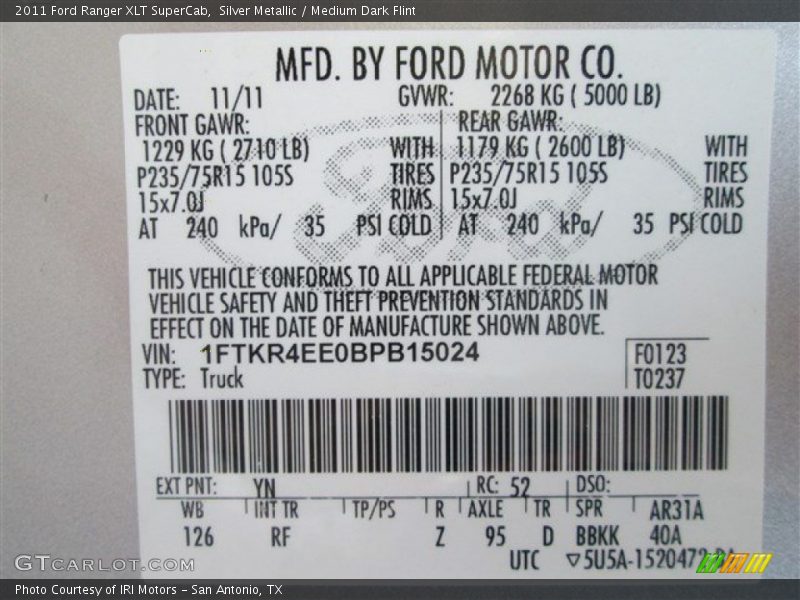 2011 Ford Ranger XLT SuperCab,  Silver Metallic / Medium Dark Flint
MFD. BY FORD MOTOR CO.
DATE: 11/11 GVWR: 2268 KG ( 5000 LB)
FRONT GAWR: REAR GAWR:
1229 KG ( 2710 LB) WITH 1179 KG ( 2600 LB) WITH
P235/75R15 105S TIRES P235/75R15 105S TIRES
15x7.0J RIMS 15x7.0J RIMS
AT 240 kPa/ 35 PSI COLD AT 240 kPa/ 35 PSI COLD
Ford
THIS VEHICLE CONFORMS TO ALL APPLICABLE FEDERAL MOTOR
VEHICLE SAFETY AND THEFT PREVENTION STANDARDS IN
EFFECT ON THE DATE OF MANUFACTURE SHOWN ABOVE.
VIN: 1FTKR4EE0BPB15024 F0123
TYPE: Truck T0237
EXT PNT: YN RC: 52 DSO:
WB INT TR TP/PS R AXLE TR SPR AR31A
126 RF Z 95 D BBKK 40A
UTC
GTCARLOT.COM
Photo Courtesy of IRI Motors – San Antonio, TX